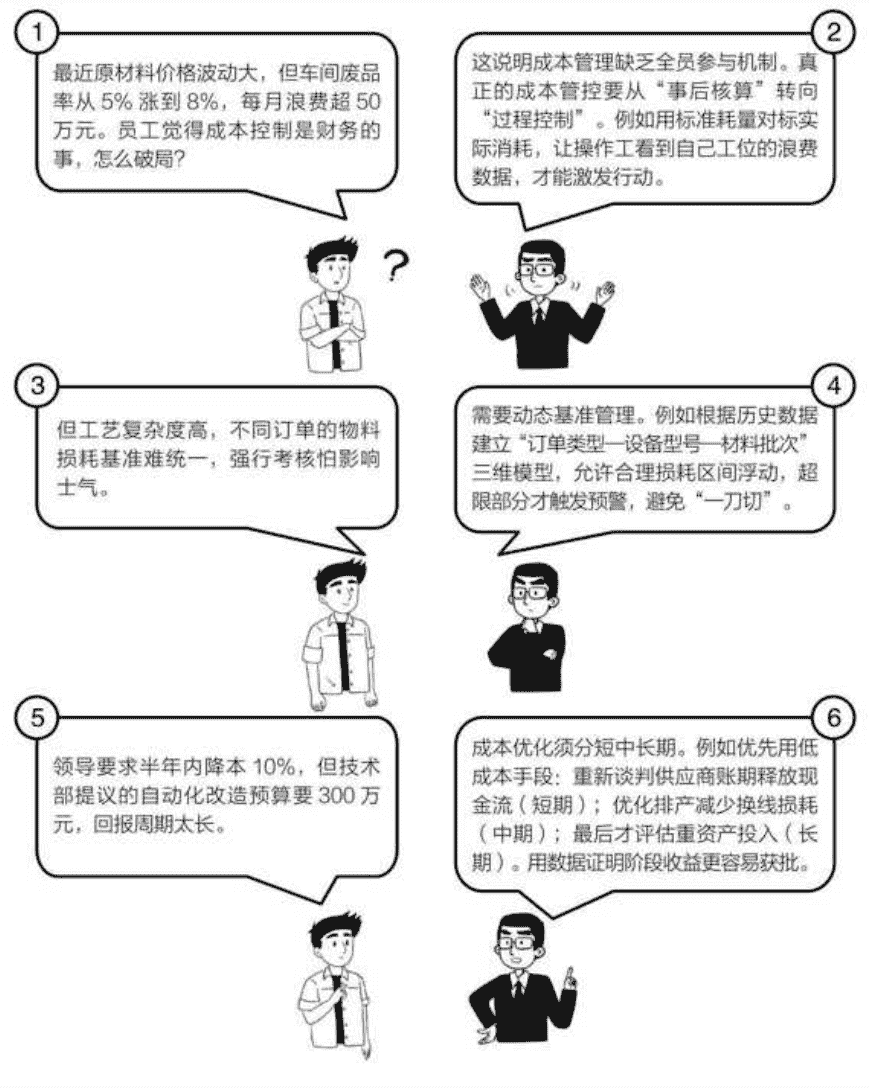 1
最近原材料价格波动大，但车间废品
率从 5% 涨到 8%，每月浪费超 50
万元。员工觉得成本控制是财务的
事，怎么破局？
2
这说明成本管理缺乏全员参与机制。真
正的成本管控要从“事后核算”转向
“过程控制”。例如用标准耗量对标实
际消耗，让操作工看到自己工位的浪费
数据，才能激发行动。
?
3
但工艺复杂度高，不同订单的物料
损耗基准难统一，强行考核怕影响
士气。
4
需要动态基准管理。例如根据历史数据
建立“订单类型—设备型号—材料批次”
三维模型，允许合理损耗区间浮动，超
限部分才触发预警，避免“一刀切”。
5
领导要求半年内降本 10%，但技术
部提议的自动化改造预算要 300 万
元，回报周期太长。
6
成本优化须分短中长期。例如优先用低
成本手段：重新谈判供应商账期释放现
金流（短期）；优化排产减少换线损耗
（中期）；最后才评估重资产投入（长
期）。用数据证明阶段收益更容易获批。